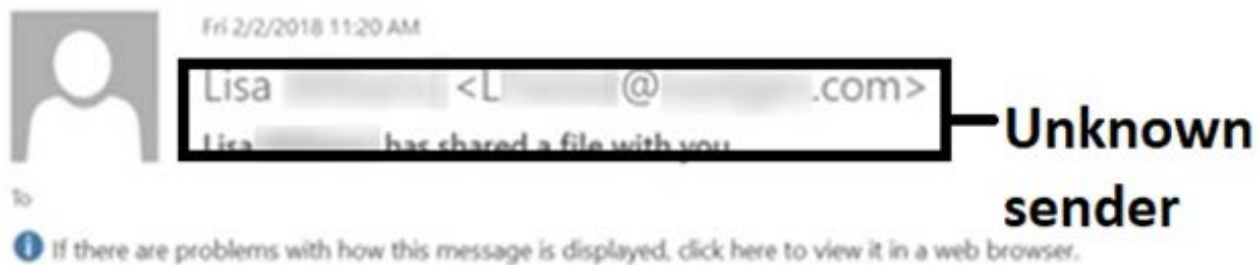 Fri 2/2/2018 11:20 AM
Lisa <L @ .com>
Lisa has shared a file with you
Unknown
sender
To
If there are problems with how this message is displayed, click here to view it in a web browser.